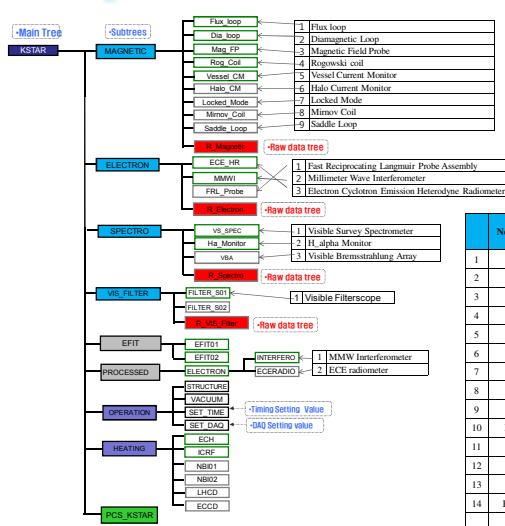 •Main Tree
•Subtrees
KSTAR
MAGNETIC
Flux_loop
Dia_loop
Mag_FP
Rog_Coil
Vessel_CM
Halo_CM
Locked_Mode
Mirnov_Coil
Saddle_Loop
R_Magnetic
•Raw data tree
1 Flux loop
2 Diamagnetic Loop
3 Magnetic Field Probe
4 Rogowski coil
5 Vessel Current Monitor
6 Halo Current Monitor
7 Locked Mode
8 Mirnov Coil
9 Saddle Loop
ELECTRON
ECE_HR
MMWI
FRL_Probe
R_Electron
•Raw data tree
1 Fast Reciprocating Langmuir Probe Assembly
2 Millimeter Wave Interferometer
3 Electron Cyclotron Emission Heterodyne Radiometer
SPECTRO
VS_SPEC
Ha_Monitor
VBA
R_Spectro
•Raw data tree
1 Visible Survey Spectrometer
2 H_alpha Monitor
3 Visible Bremsstrahlung Array
VIS_FILTER
FILTER_S01
FILTER_S02
R_VIS_Filter
•Raw data tree
1 Visible Filterscope
EFIT
EFIT01
EFIT02
PROCESSED
ELECTRON
INTERFERO
ECERADIO
1 MMW Inrterferometer
2 ECE radiometer
OPERATION
STRUCTURE
VACUUM
SET_TIME
SET_DAQ
•Timing Setting Value
•DAQ Setting value
HEATING
ECH
ICRF
NBI01
NBI02
LHCD
ECCD
PCS_KSTAR
1
2
3
4
5
6
7
8
9
10
11
12
13
14